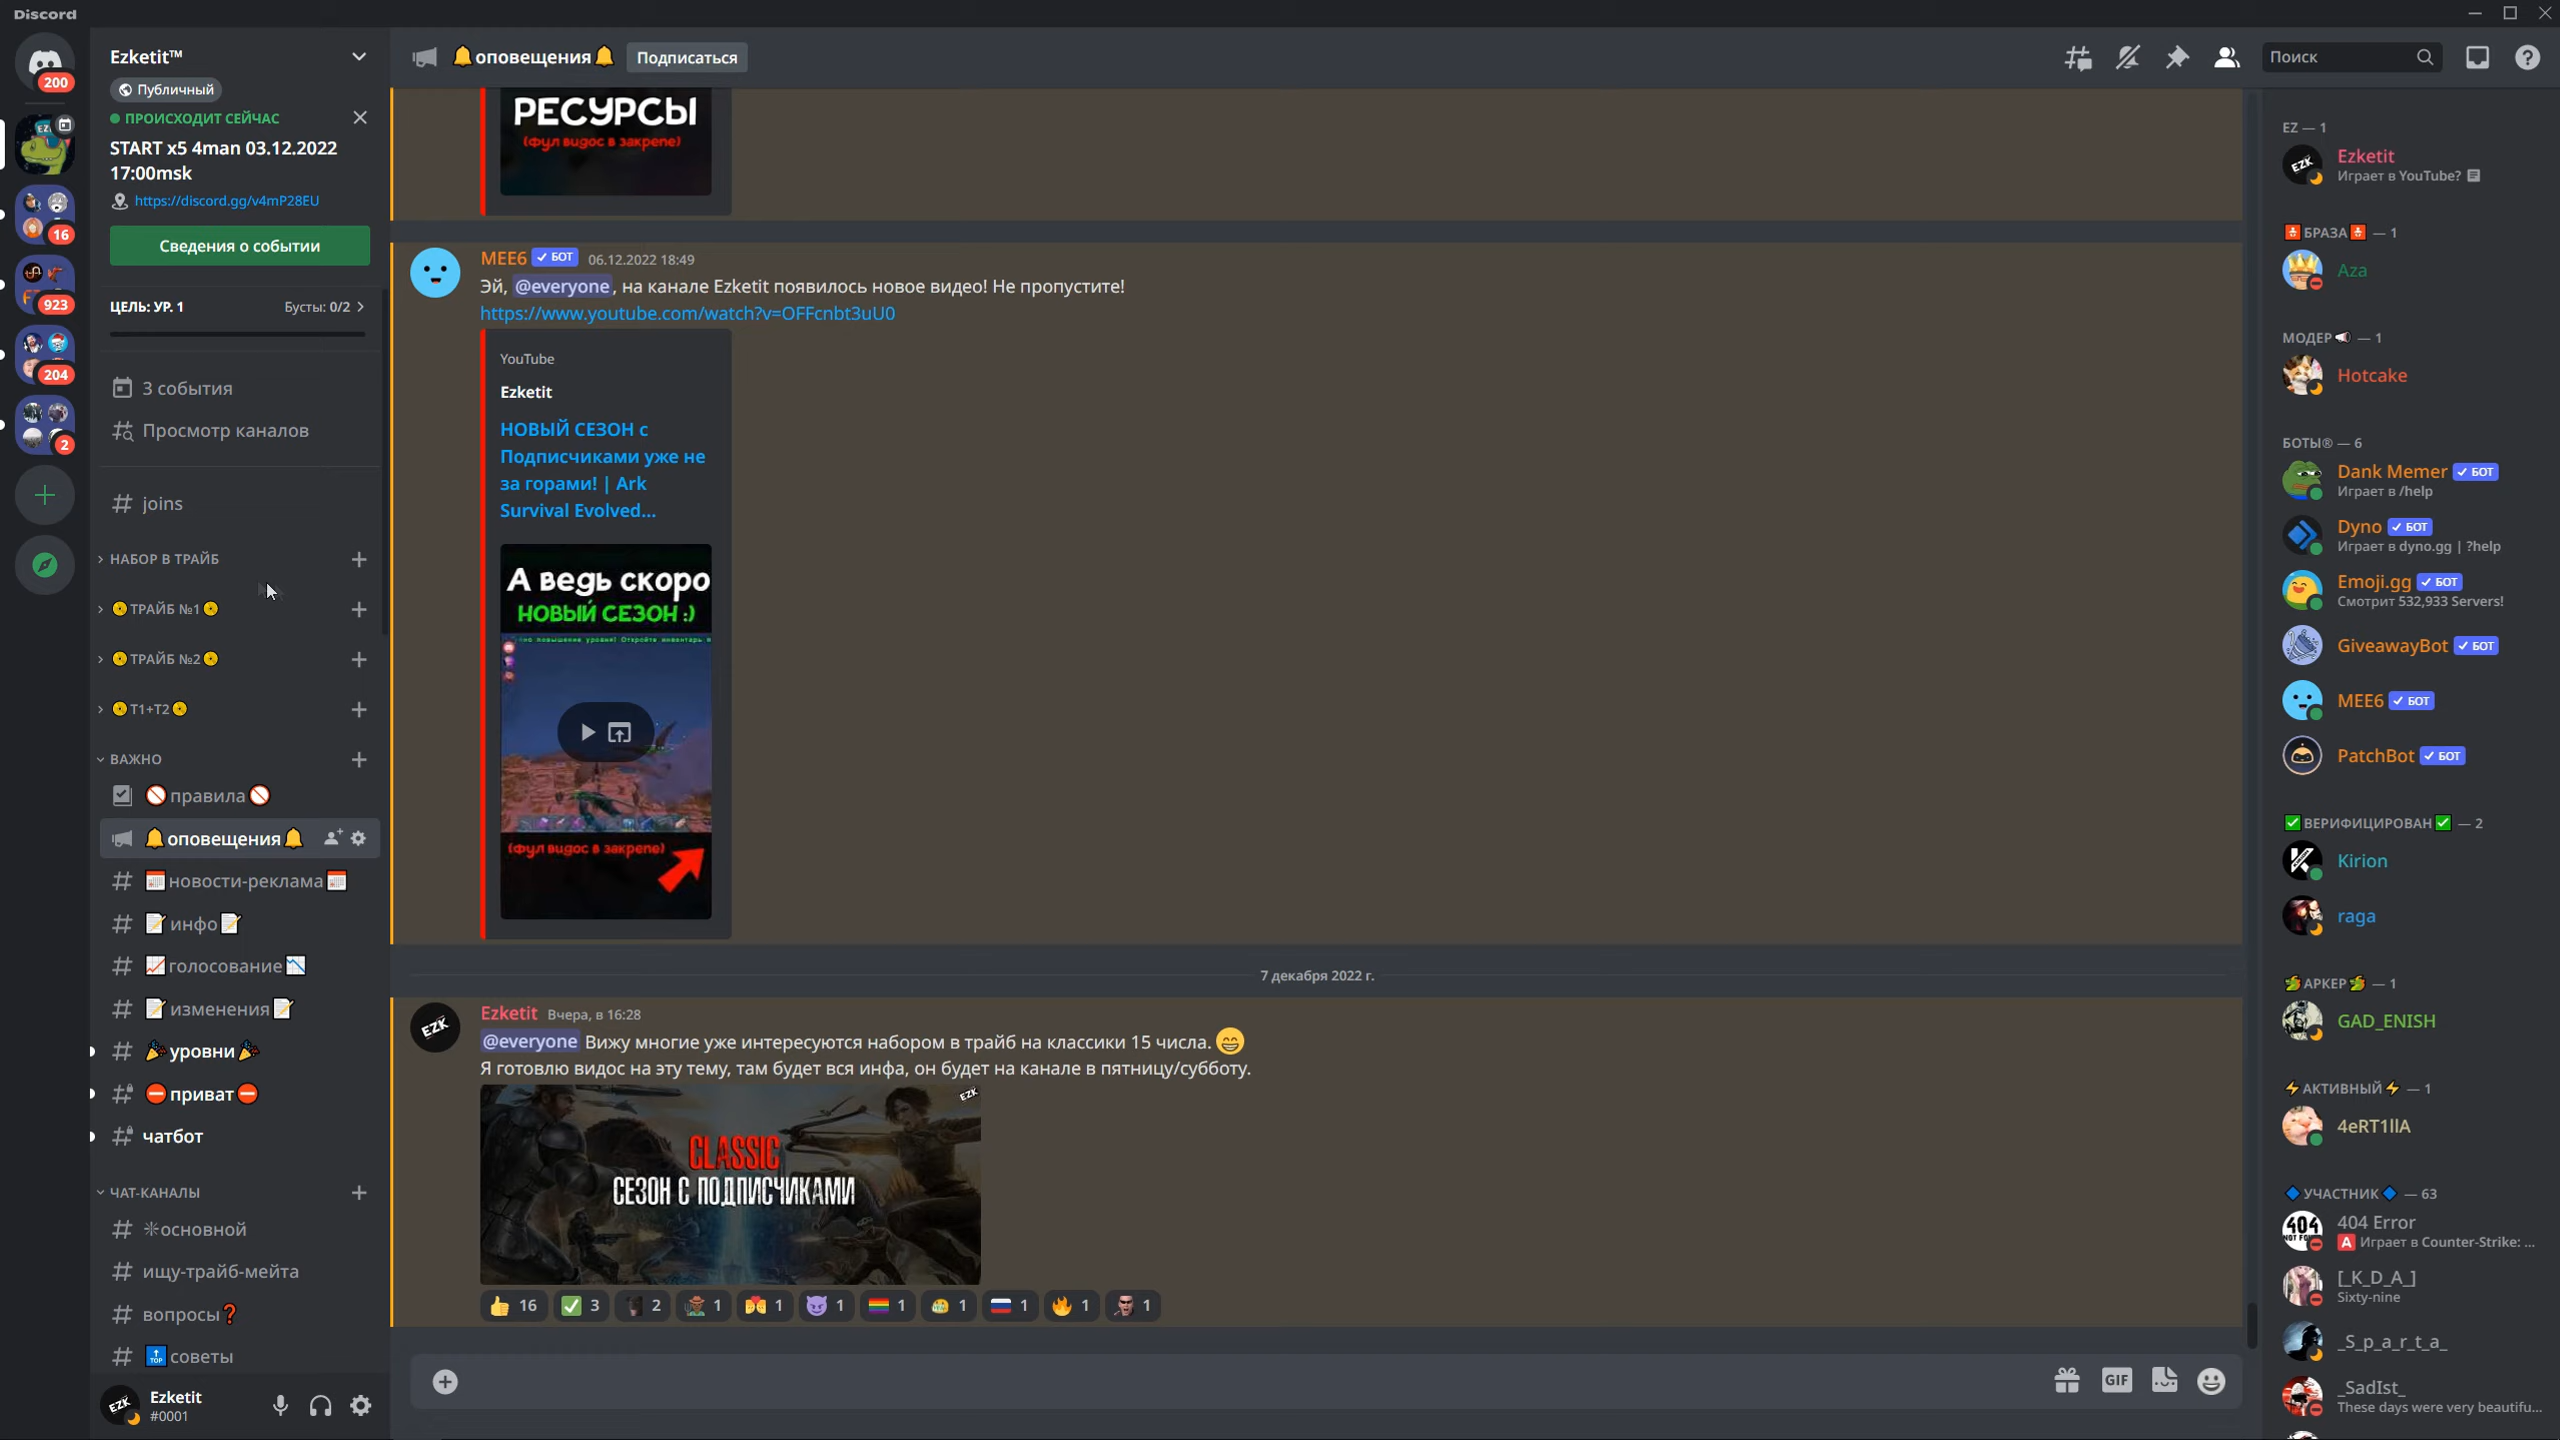 Discord
200
16
923
204
2
Ezketit™
Публичный
ПРОИСХОДИТ СЕЙЧАС
START x5 4man 03.12.2022
17:00msk
https://discord.gg/v4mP28EU
Сведения о событии
ЦЕЛЬ: УР. 1
Бусты: 0/2
3 события
Просмотр каналов
joins
НАБОР В ТРАЙБ
ТРАЙБ №1
ТРАЙБ №2
Т1+Т2
ВАЖНО
правила
оповещения
новости-реклама
инфо
голосование
изменения
уровни
приват
чатбот
ЧАТ-КАНАЛЫ
основной
ищу-трайб-мейта
вопросы❓
советы
Ezketit
#0001
оповещения
Подписаться
Поиск
РЕСУРСЫ
(фул видос в закрепе)
MEE6 ✓ БОТ 06.12.2022 18:49
Эй, @everyone, на канале Ezketit появилось новое видео! Не пропустите!
https://www.youtube.com/watch?v=OFFcnbt3uU0
YouTube
Ezketit
НОВЫЙ СЕЗОН с
Подписчиками уже не
за горами! | Ark
Survival Evolved...
А ведь скоро
НОВЫЙ СЕЗОН :)
(фул видос в закрепе)
7 декабря 2022 г.
EZK
Ezketit Вчера, в 16:28
@everyone Вижу многие уже интересуются набором в трайб на классики 15 числа.
Я готовлю видос на эту тему, там будет вся инфа, он будет на канале в пятницу/субботу.
EZK
CLASSIC
СЕЗОН С ПОДПИСЧИКАМИ
16 3 2 1 1 1 1 1 1 1 1
GIF
EZ — 1
Ezketit
Играет в YouTube?
БРАЗА — 1
Aza
МОДЕР — 1
Hotcake
БОТЫ® — 6
Dank Memer ✓ БОТ
Играет в /help
Dyno ✓ БОТ
Играет в dyno.gg | ?help
Emoji.gg ✓ БОТ
Смотрит 532,933 Servers!
GiveawayBot ✓ БОТ
MEE6 ✓ БОТ
PatchBot ✓ БОТ
ВЕРИФИЦИРОВАН — 2
Kirion
raga
АРКЕР — 1
GAD_ENISH
АКТИВНЫЙ — 1
4eRT1llA
УЧАСТНИК — 63
404 Error
Играет в Counter-Strike: ...
[_K_D_A_]
Sixty-nine
_S_p_a_r_t_a_
_SadIst_
These days were very beautifu...